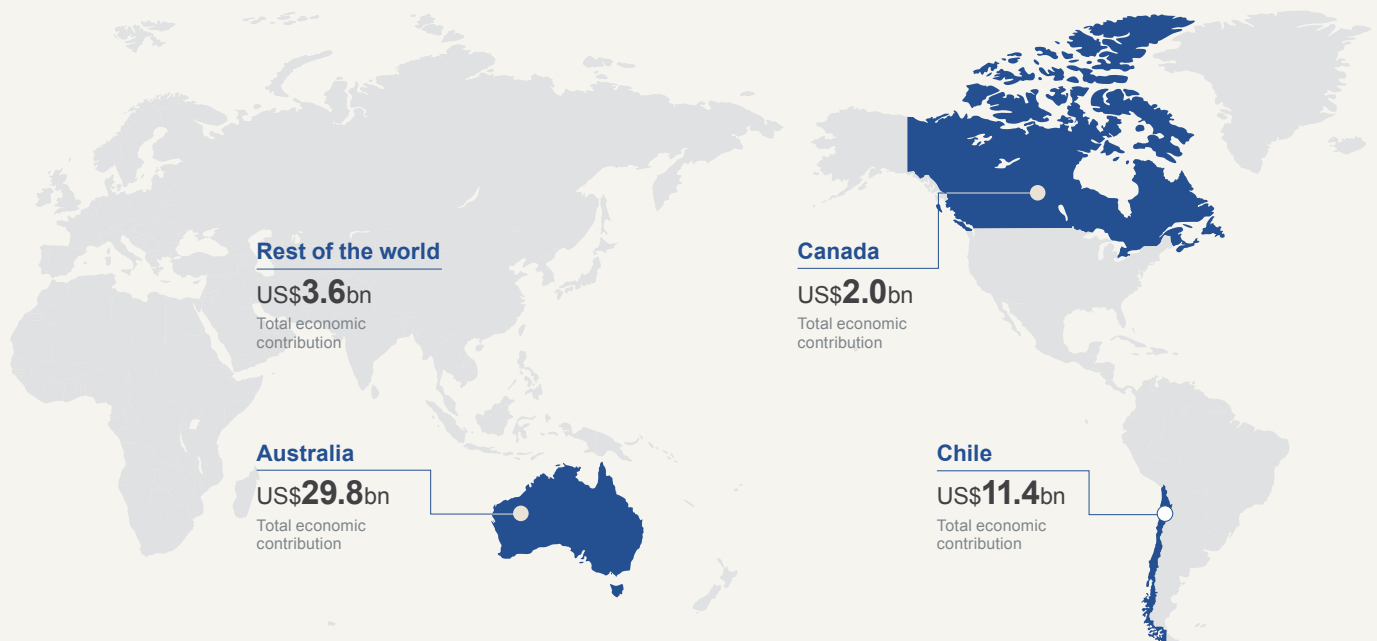 Rest of the world
US$3.6bn
Total economic
contribution
Canada
US$2.0bn
Total economic
contribution
Australia
US$29.8bn
Total economic
contribution
Chile
US$11.4bn
Total economic
contribution